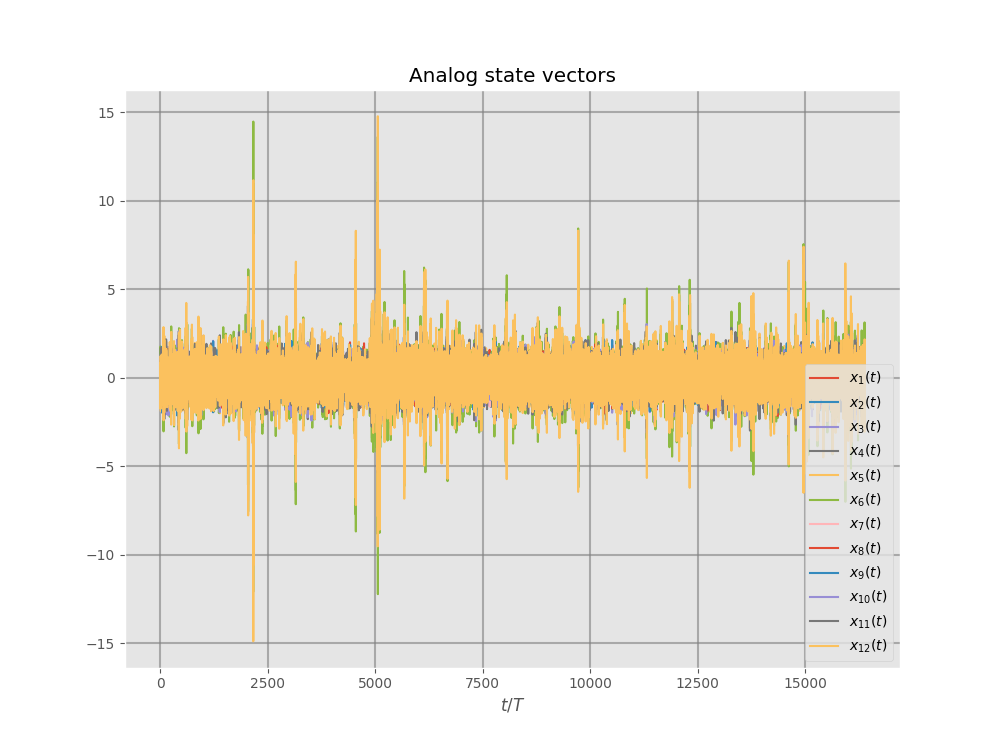 Analog state vectors
15
10
5
0
−5
−10
−15
0 2500 5000 7500 10000 12500 15000
t/T
x₁(t)
x₂(t)
x₃(t)
x₄(t)
x₅(t)
x₆(t)
x₇(t)
x₈(t)
x₉(t)
x₁₀(t)
x₁₁(t)
x₁₂(t)